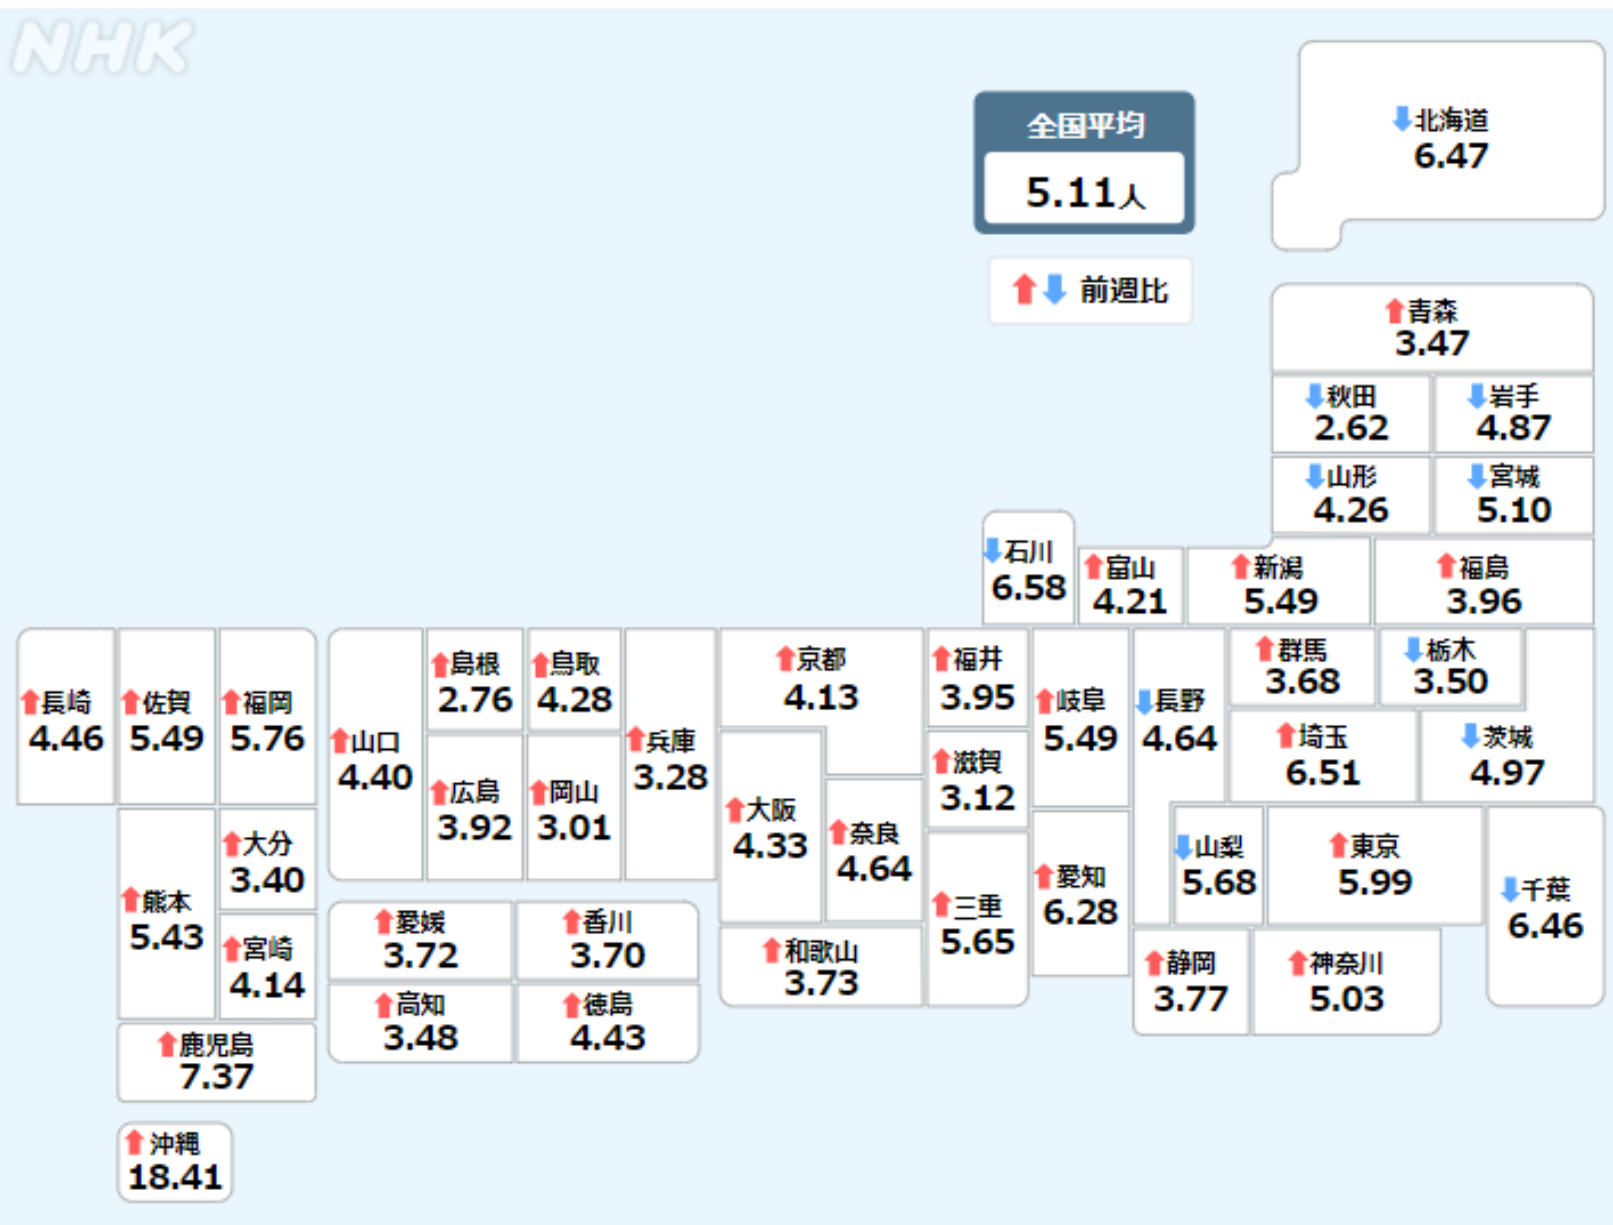 NHK
全国平均
5.11人
前週比
北海道
6.47
青森
3.47
秋田
2.62
岩手
4.87
山形
4.26
宮城
5.10
石川
6.58
富山
4.21
新潟
5.49
福島
3.96
長崎
4.46
佐賀
5.49
福岡
5.76
山口
4.40
島根
2.76
鳥取
4.28
兵庫
3.28
京都
4.13
福井
3.95
岐阜
5.49
長野
4.64
群馬
3.68
栃木
3.50
広島
3.92
岡山
3.01
滋賀
3.12
埼玉
6.51
茨城
4.97
大阪
4.33
奈良
4.64
大分
3.40
熊本
5.43
宮崎
4.14
三重
5.65
愛知
6.28
山梨
5.68
東京
5.99
千葉
6.46
愛媛
3.72
香川
3.70
和歌山
3.73
静岡
3.77
神奈川
5.03
高知
3.48
徳島
4.43
鹿児島
7.37
沖縄
18.41